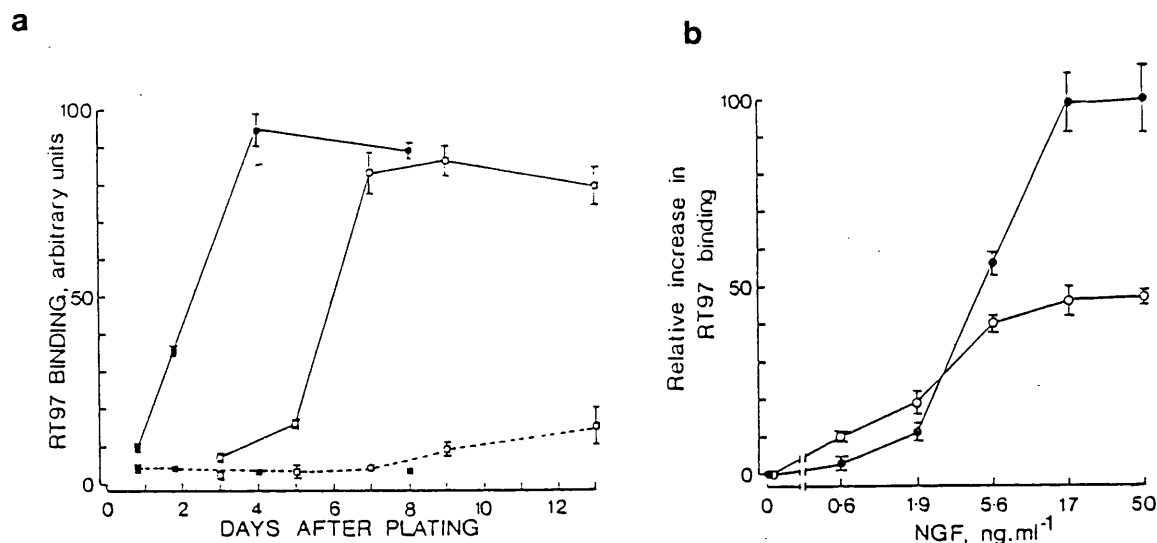 a
RT97 BINDING, arbitrary units
100
50
0
0 2 4 6 8 10 12
DAYS AFTER PLATING
b
Relative increase in
RT97 binding
100
50
0
0 0·6 1·9 5·6 17 50
NGF, ng.ml⁻¹